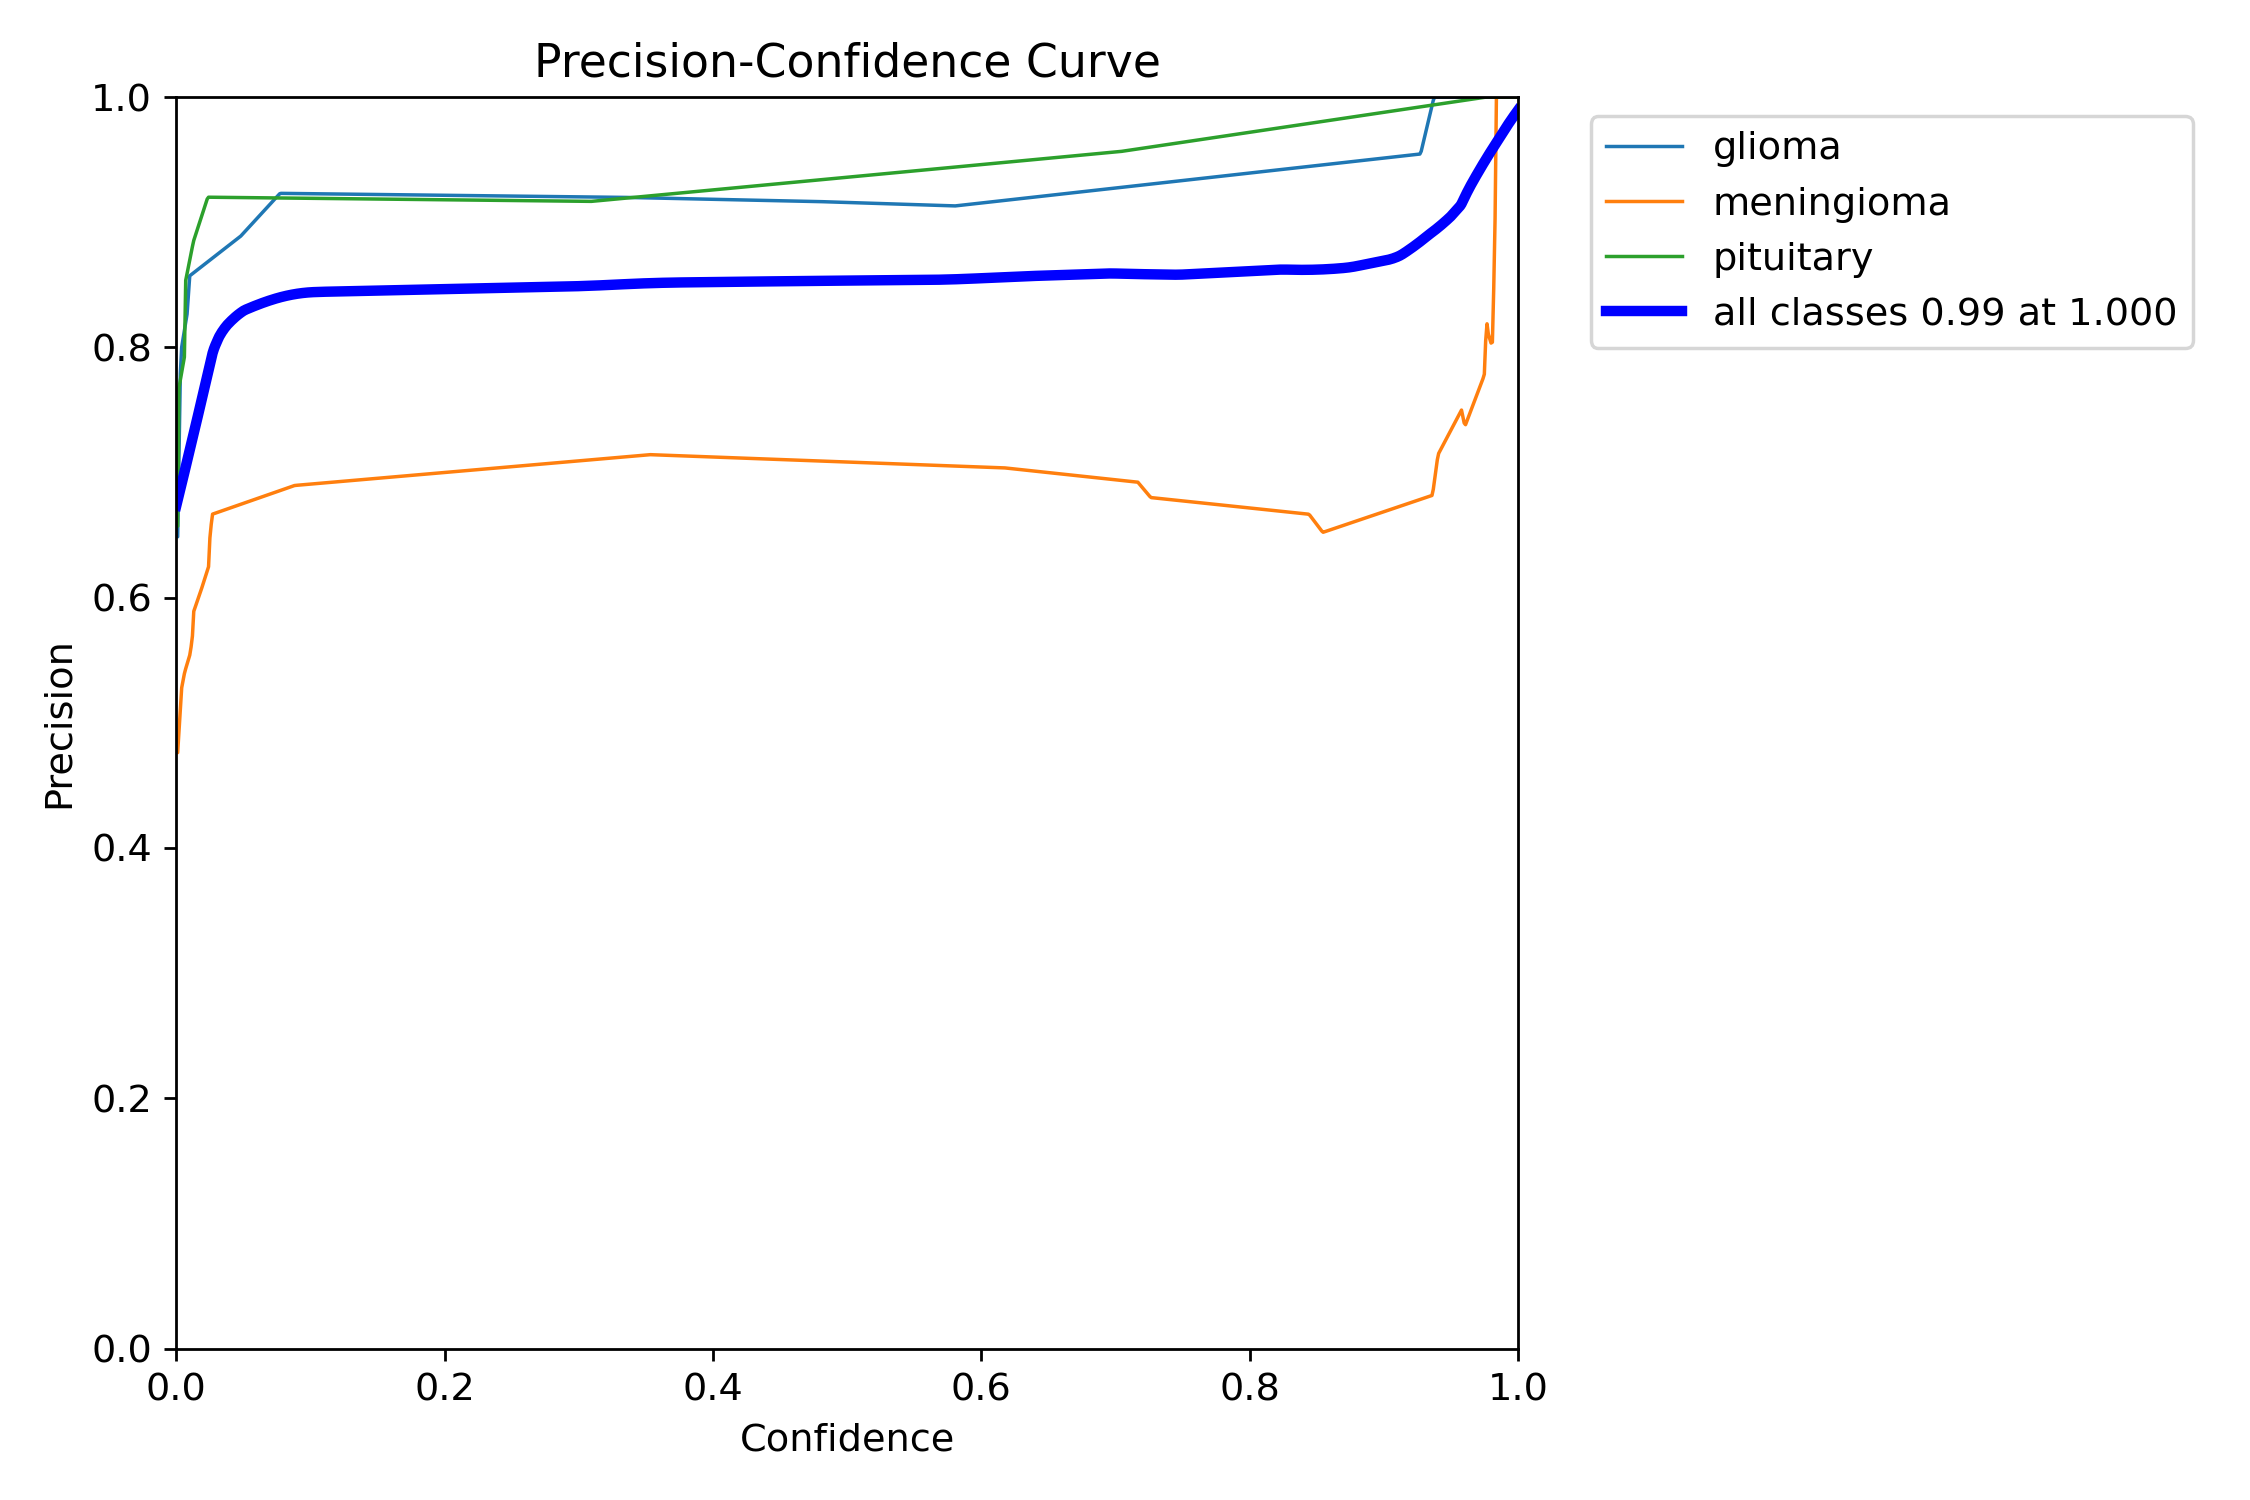 Precision-Confidence Curve
1.0
0.8
0.6
0.4
0.2
0.0
Precision
0.0 0.2 0.4 0.6 0.8 1.0
Confidence
glioma
meningioma
pituitary
all classes 0.99 at 1.000